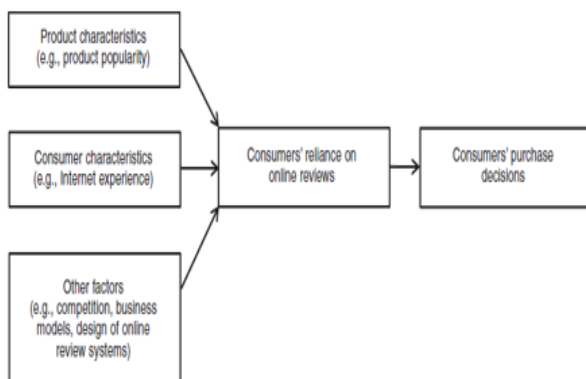 Product characteristics
(e.g., product popularity)
Consumer characteristics
(e.g., Internet experience)
Consumers' reliance on
online reviews
Consumers' purchase
decisions
Other factors
(e.g., competition, business
models, design of online
review systems)